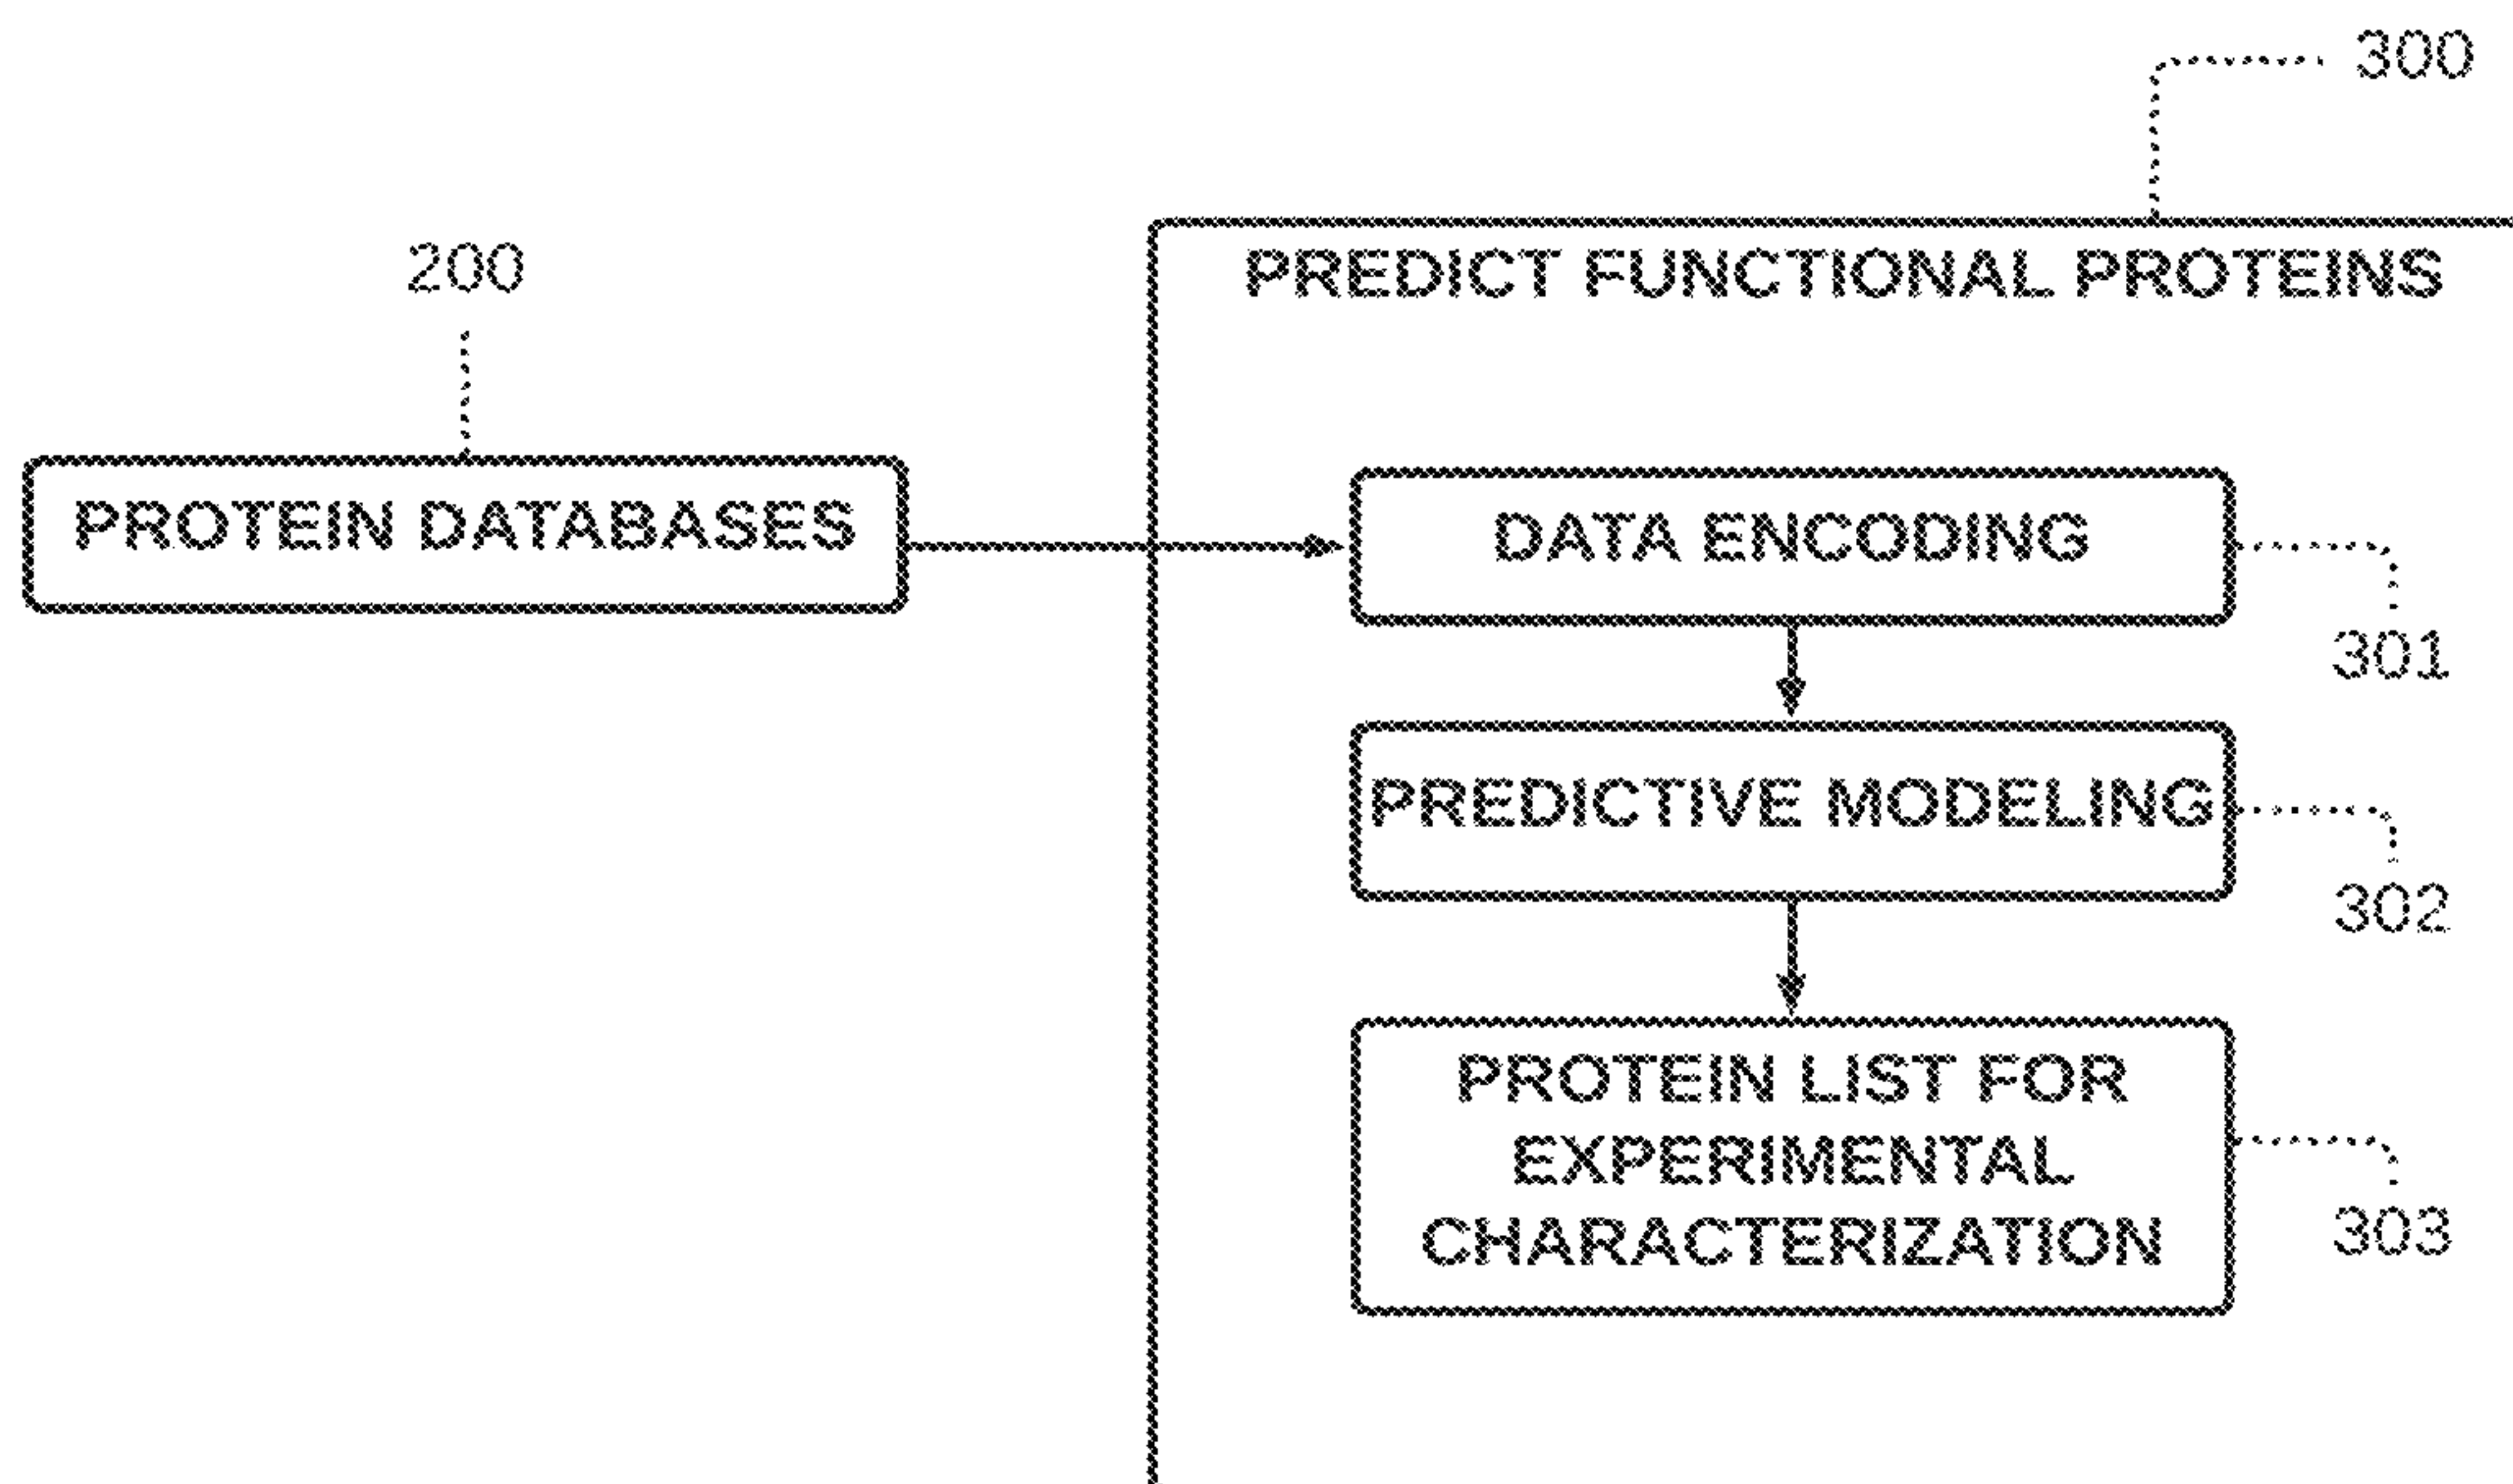 300
200
PREDICT FUNCTIONAL PROTEINS
PROTEIN DATABASES
DATA ENCODING
301
PREDICTIVE MODELING
302
PROTEIN LIST FOR
EXPERIMENTAL
CHARACTERIZATION
303